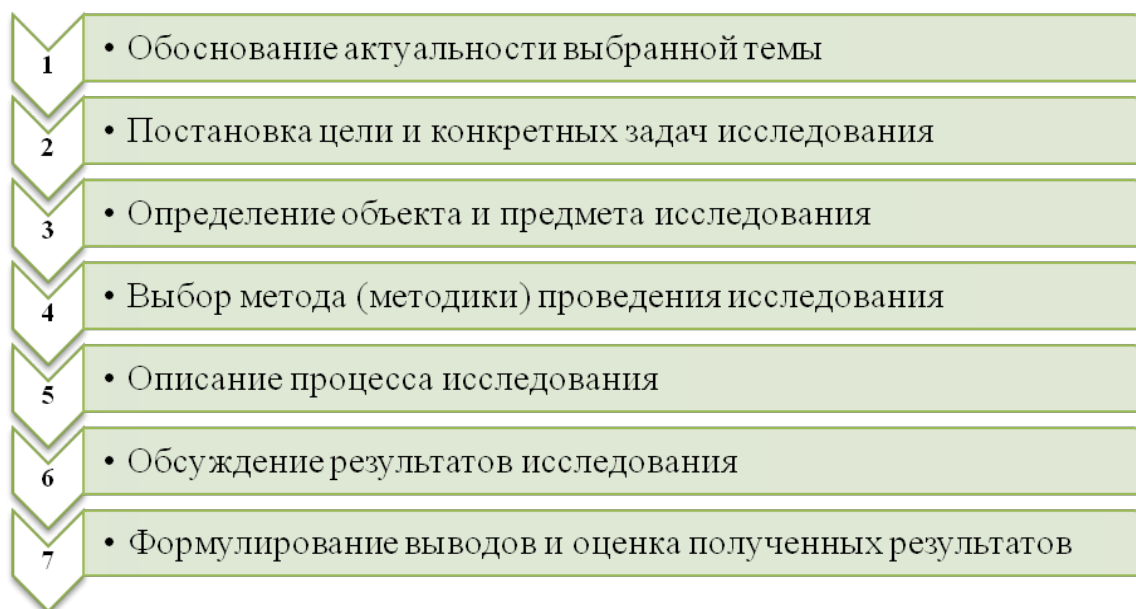 1 • Обоснование актуальности выбранной темы
2 • Постановка цели и конкретных задач исследования
3 • Определение объекта и предмета исследования
4 • Выбор метода (методики) проведения исследования
5 • Описание процесса исследования
6 • Обсуждение результатов исследования
7 • Формулирование выводов и оценка полученных результатов